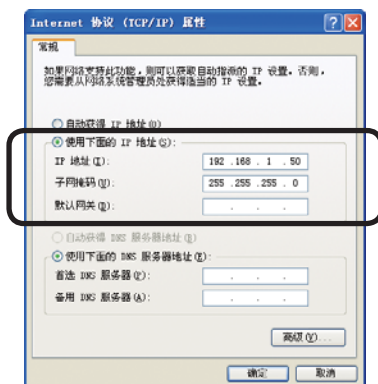 Internet 协议 (TCP/IP) 属性
常规
如果网络支持此功能，则可以获取自动指派的 IP 设置。否则，
您需要从网络系统管理员处获得适当的 IP 设置。
自动获得 IP 地址(O)
使用下面的 IP 地址(S):
IP 地址(I): 192 .168 . 1 . 50
子网掩码(U): 255 .255 .255 . 0
默认网关(D): . . .
自动获得 DNS 服务器地址(B)
使用下面的 DNS 服务器地址(E):
首选 DNS 服务器(P): . . .
备用 DNS 服务器(A): . . .
高级(V)...
确定 取消